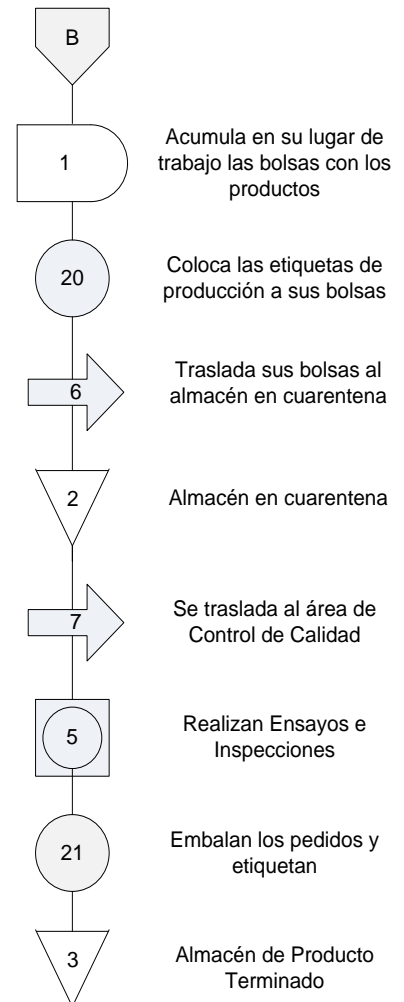 B
1
Acumula en su lugar de
trabajo las bolsas con los
productos
20
Coloca las etiquetas de
producción a sus bolsas
6
Traslada sus bolsas al
almacén en cuarentena
2
Almacén en cuarentena
7
Se traslada al área de
Control de Calidad
5
Realizan Ensayos e
Inspecciones
21
Embalan los pedidos y
etiquetan
3
Almacén de Producto
Terminado